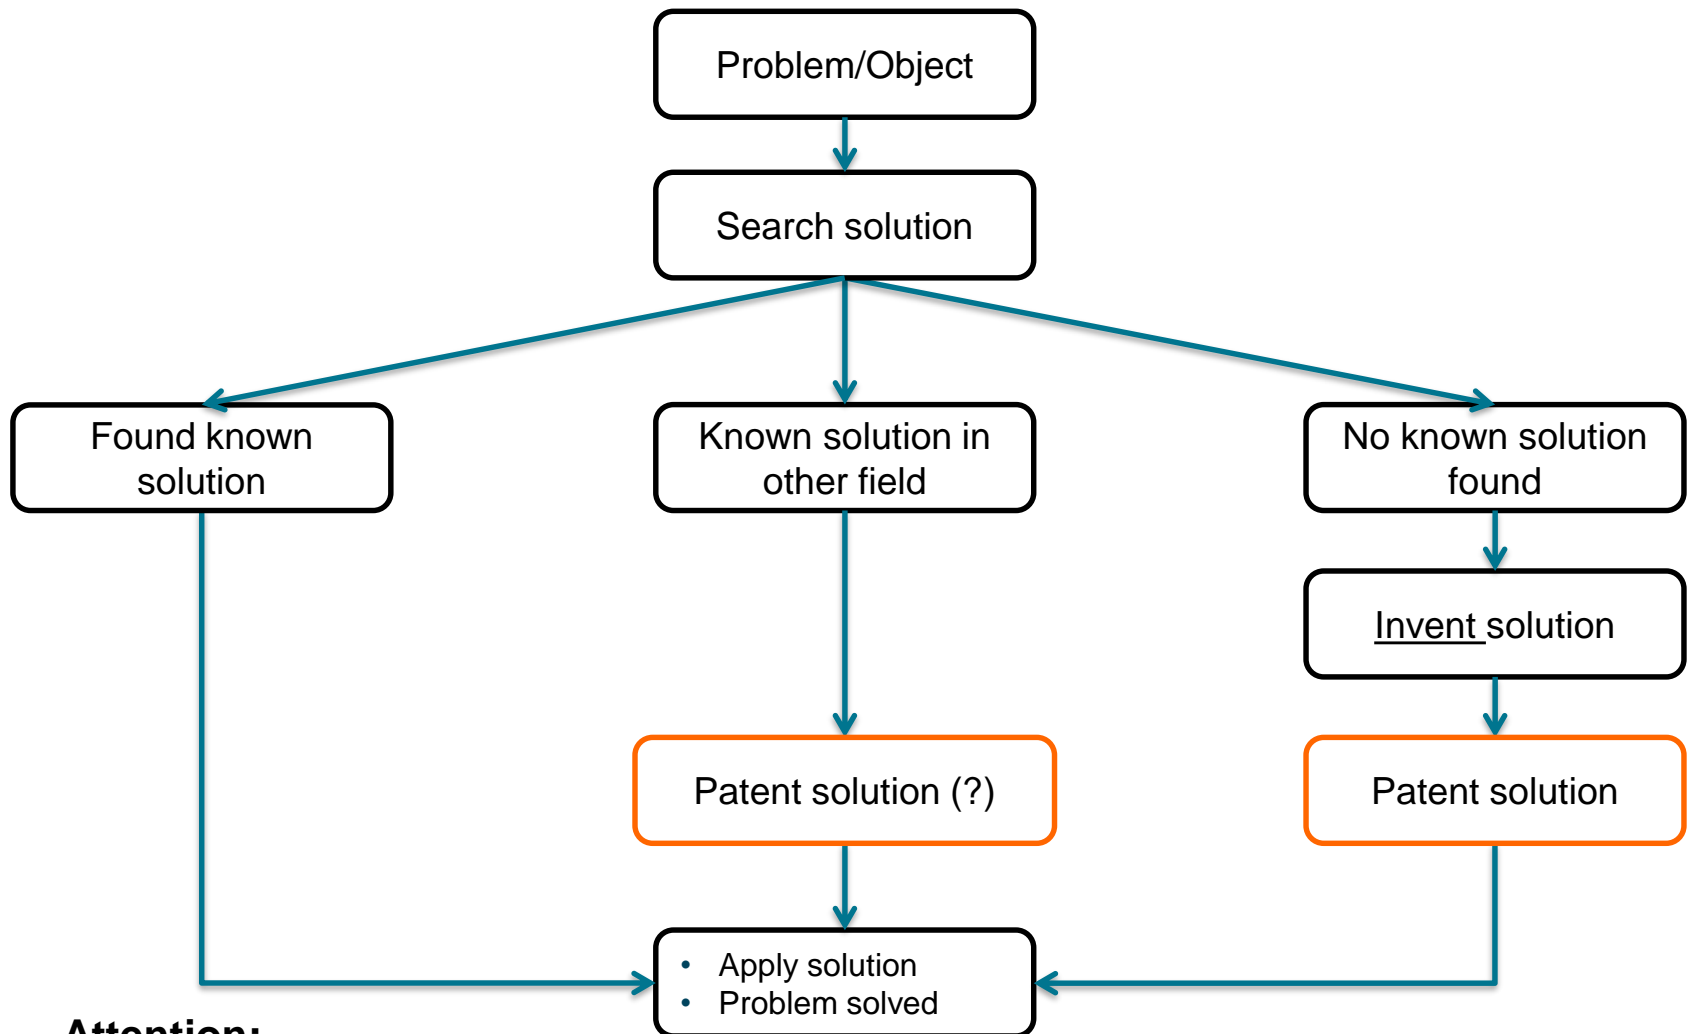 Problem/Object
Search solution
Found known
solution
Known solution in
other field
No known solution
found
Invent solution
Patent solution (?)
Patent solution
• Apply solution
• Problem solved
Attention: